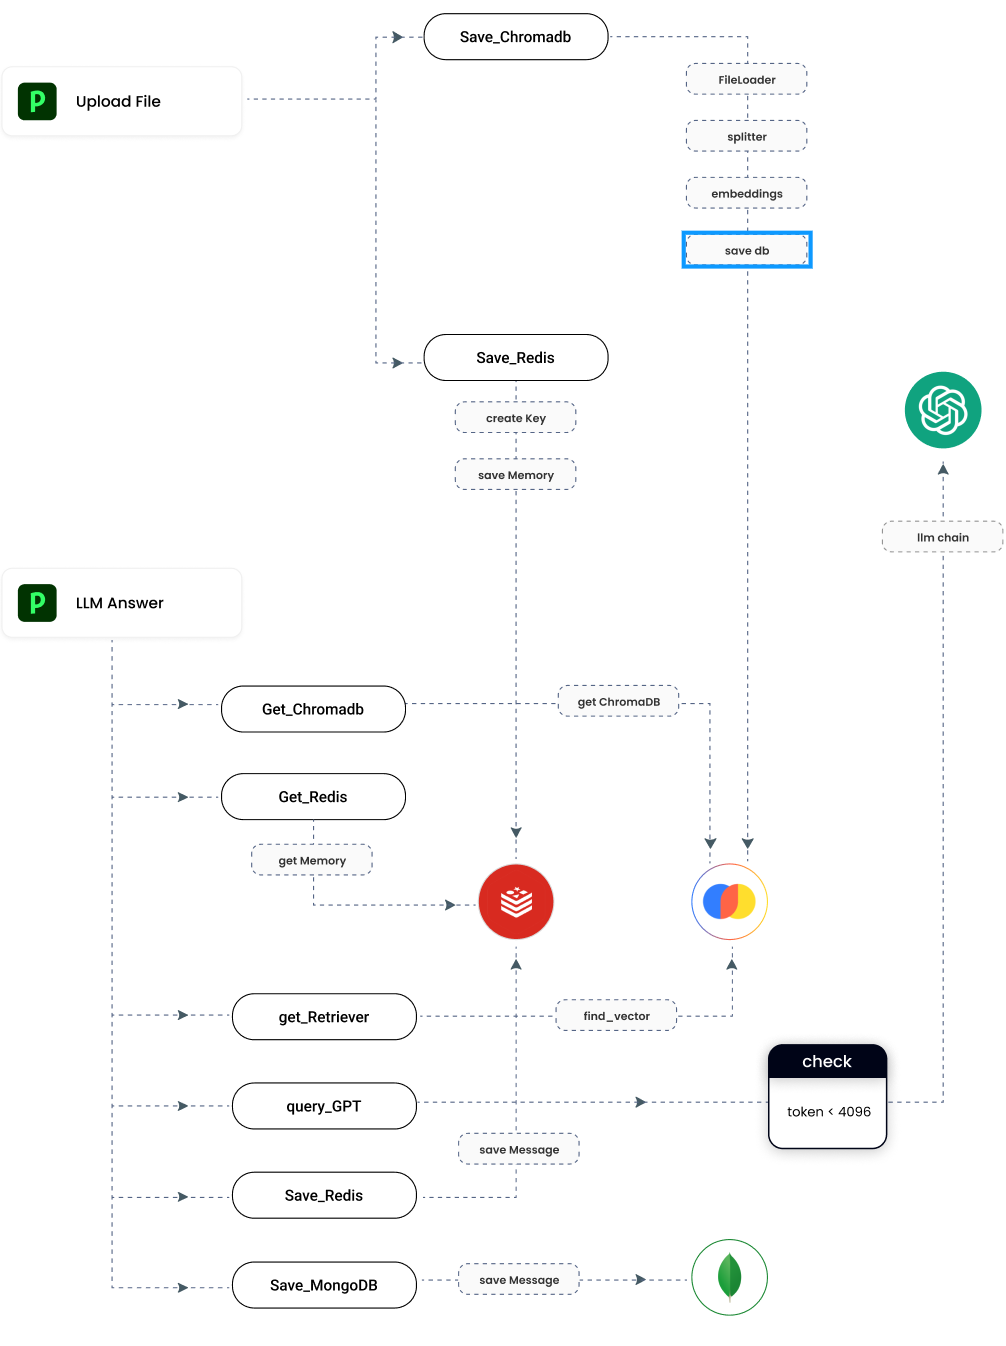 Save_Chromadb
FileLoader
Upload File
splitter
embeddings
save db
Save_Redis
create Key
save Memory
llm chain
LLM Answer
Get_Chromadb
get ChromaDB
Get_Redis
get Memory
get_Retriever
find_vector
check
query_GPT
token < 4096
save Message
Save_Redis
Save_MongoDB
save Message